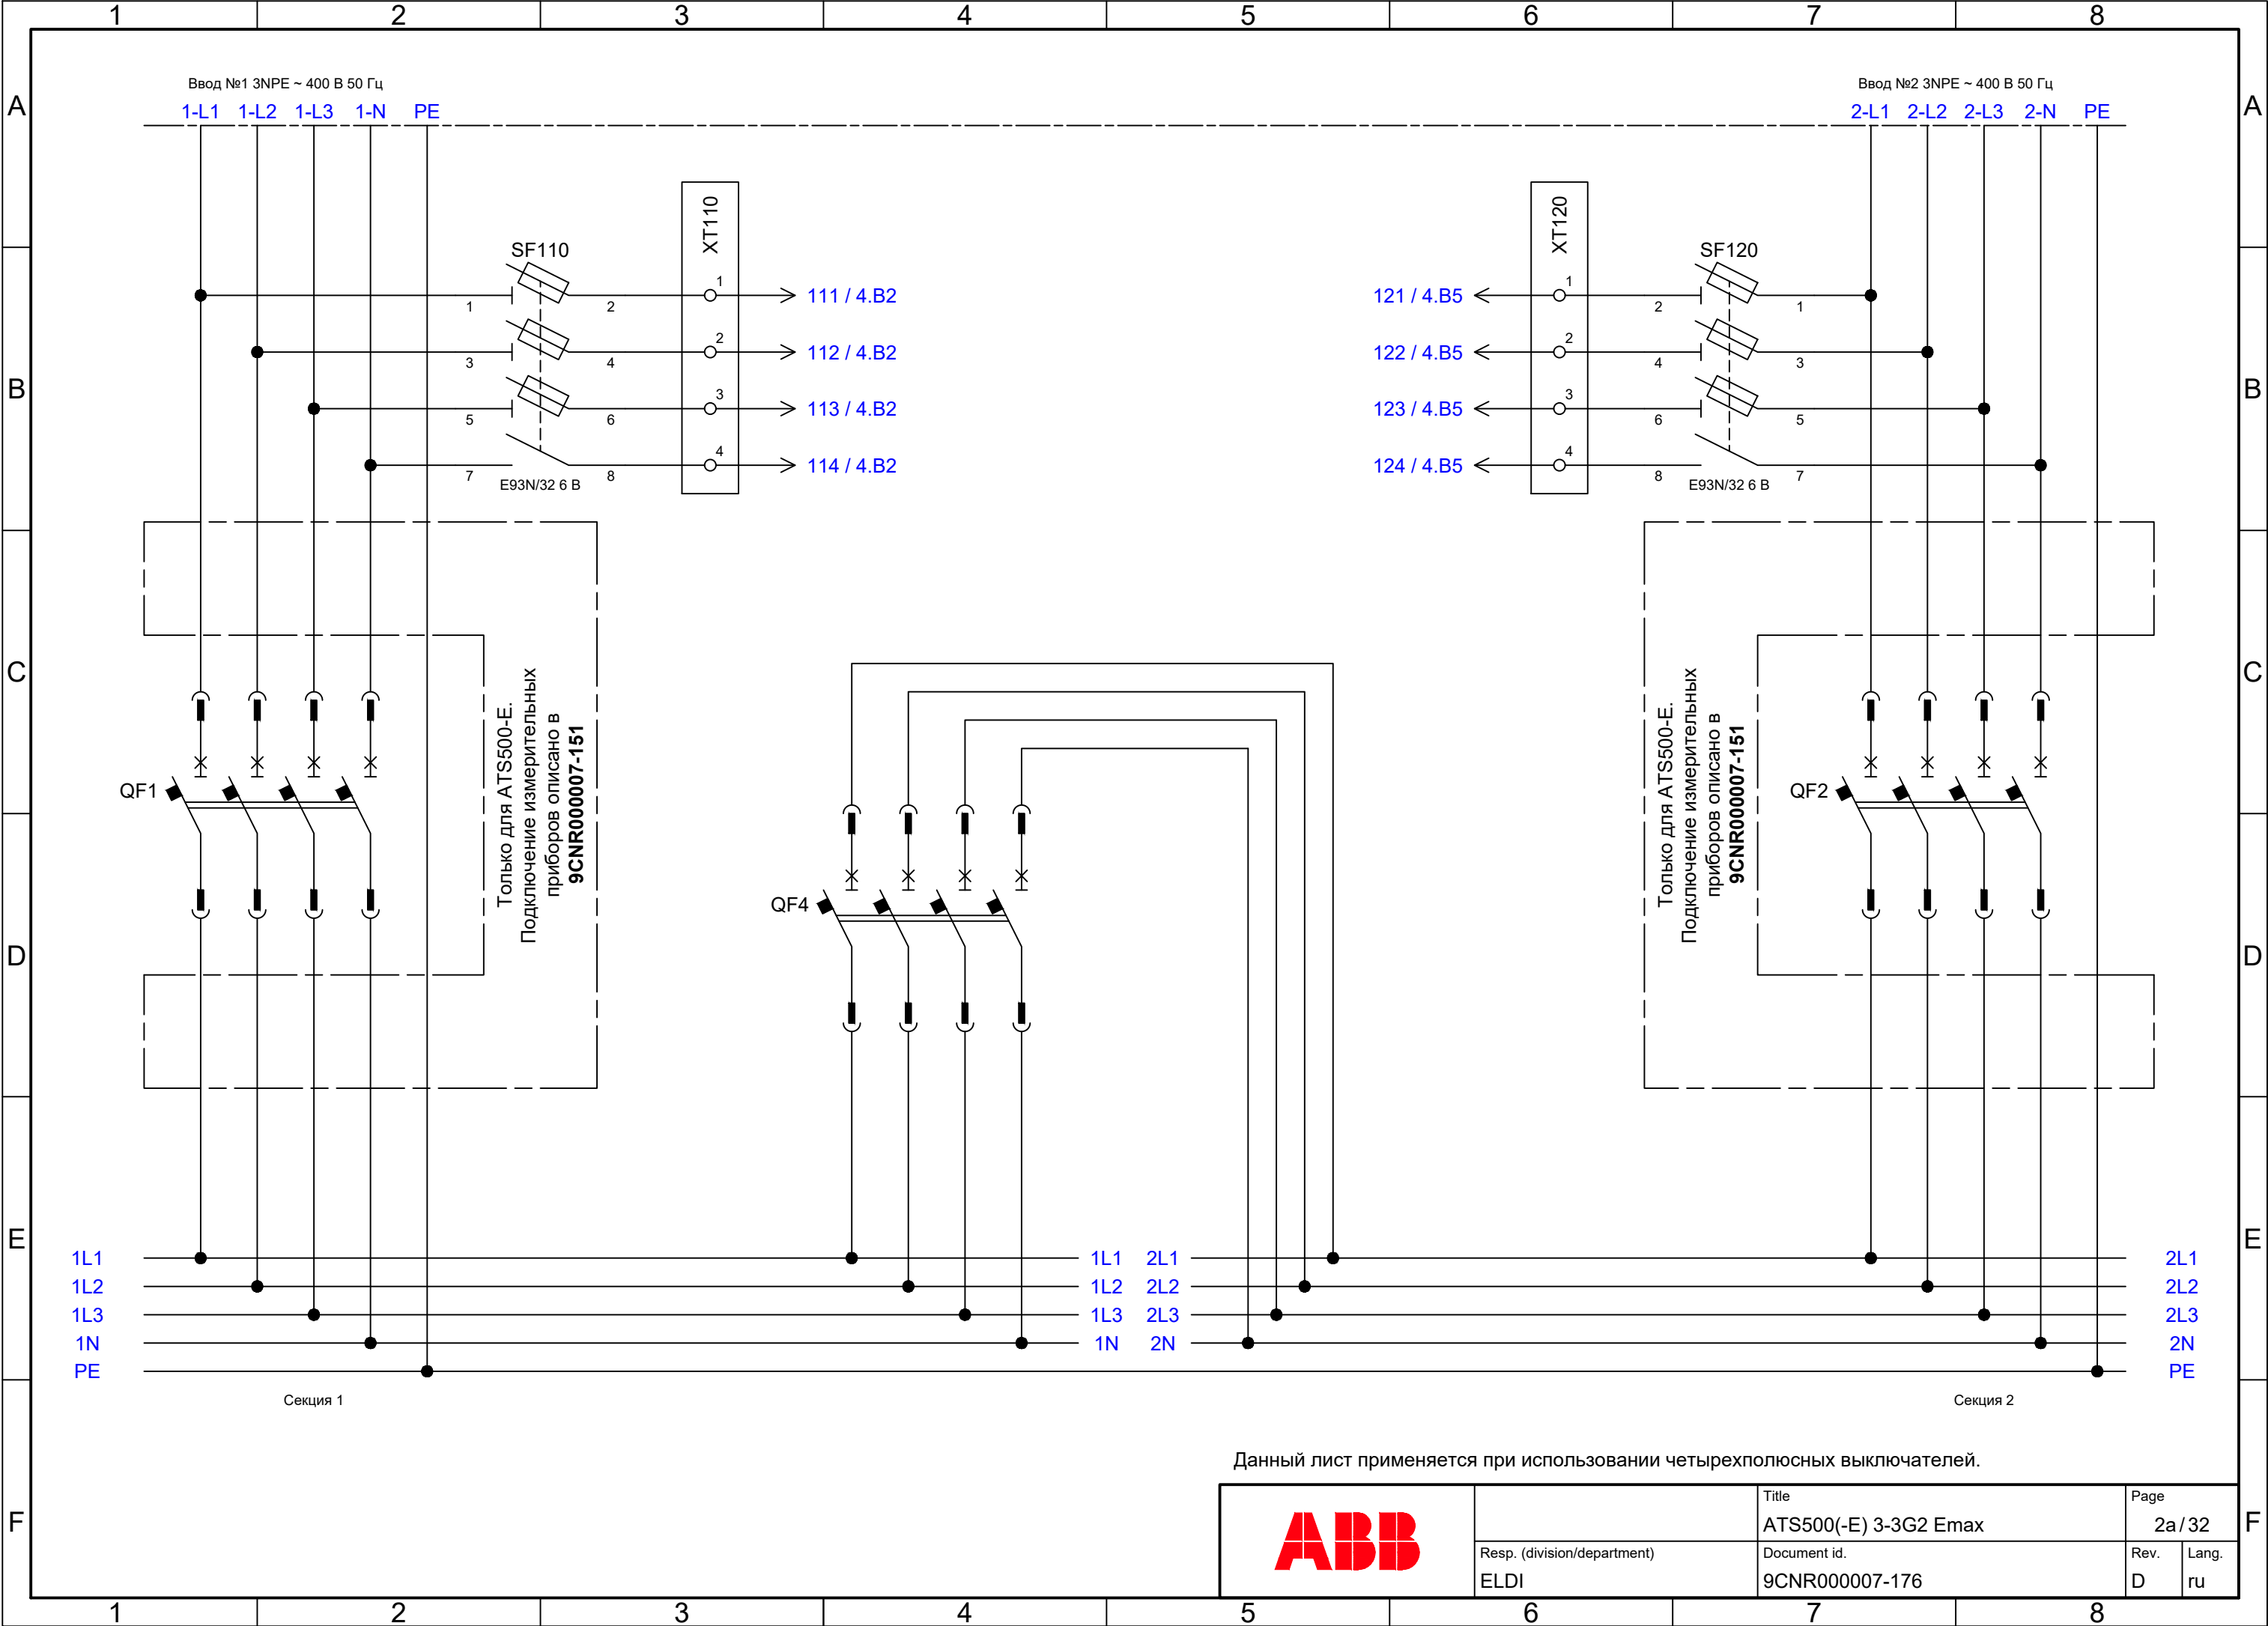 1 2 3 4 5 6 7 8
A A
B B
C C
D D
E E
F F
Ввод №1 3NPE ~ 400 В 50 Гц
1-L1 1-L2 1-L3 1-N PE
Ввод №2 3NPE ~ 400 В 50 Гц
2-L1 2-L2 2-L3 2-N PE
SF110
XT110
1 2 1 111 / 4.B2
3 4 2 112 / 4.B2
5 6 3 113 / 4.B2
7 8 4 114 / 4.B2
E93N/32 6 В
XT120
SF120
121 / 4.B5 1 2 1
122 / 4.B5 2 4 3
123 / 4.B5 3 6 5
124 / 4.B5 4 8 7
E93N/32 6 В
QF1
Только для ATS500-E.
Подключение измерительных
приборов описано в
9CNR000007-151
QF4
Только для ATS500-E.
Подключение измерительных
приборов описано в
9CNR000007-151
QF2
1L1 1L1 2L1 2L1
1L2 1L2 2L2 2L2
1L3 1L3 2L3 2L3
1N 1N 2N 2N
PE PE
Секция 1 Секция 2
Данный лист применяется при использовании четырехполюсных выключателей.
ABB
Title
ATS500(-E) 3-3G2 Emax
Page
2a / 32
Resp. (division/department)
ELDI
Document id.
9CNR000007-176
Rev.
D
Lang.
ru
1 2 3 4 5 6 7 8